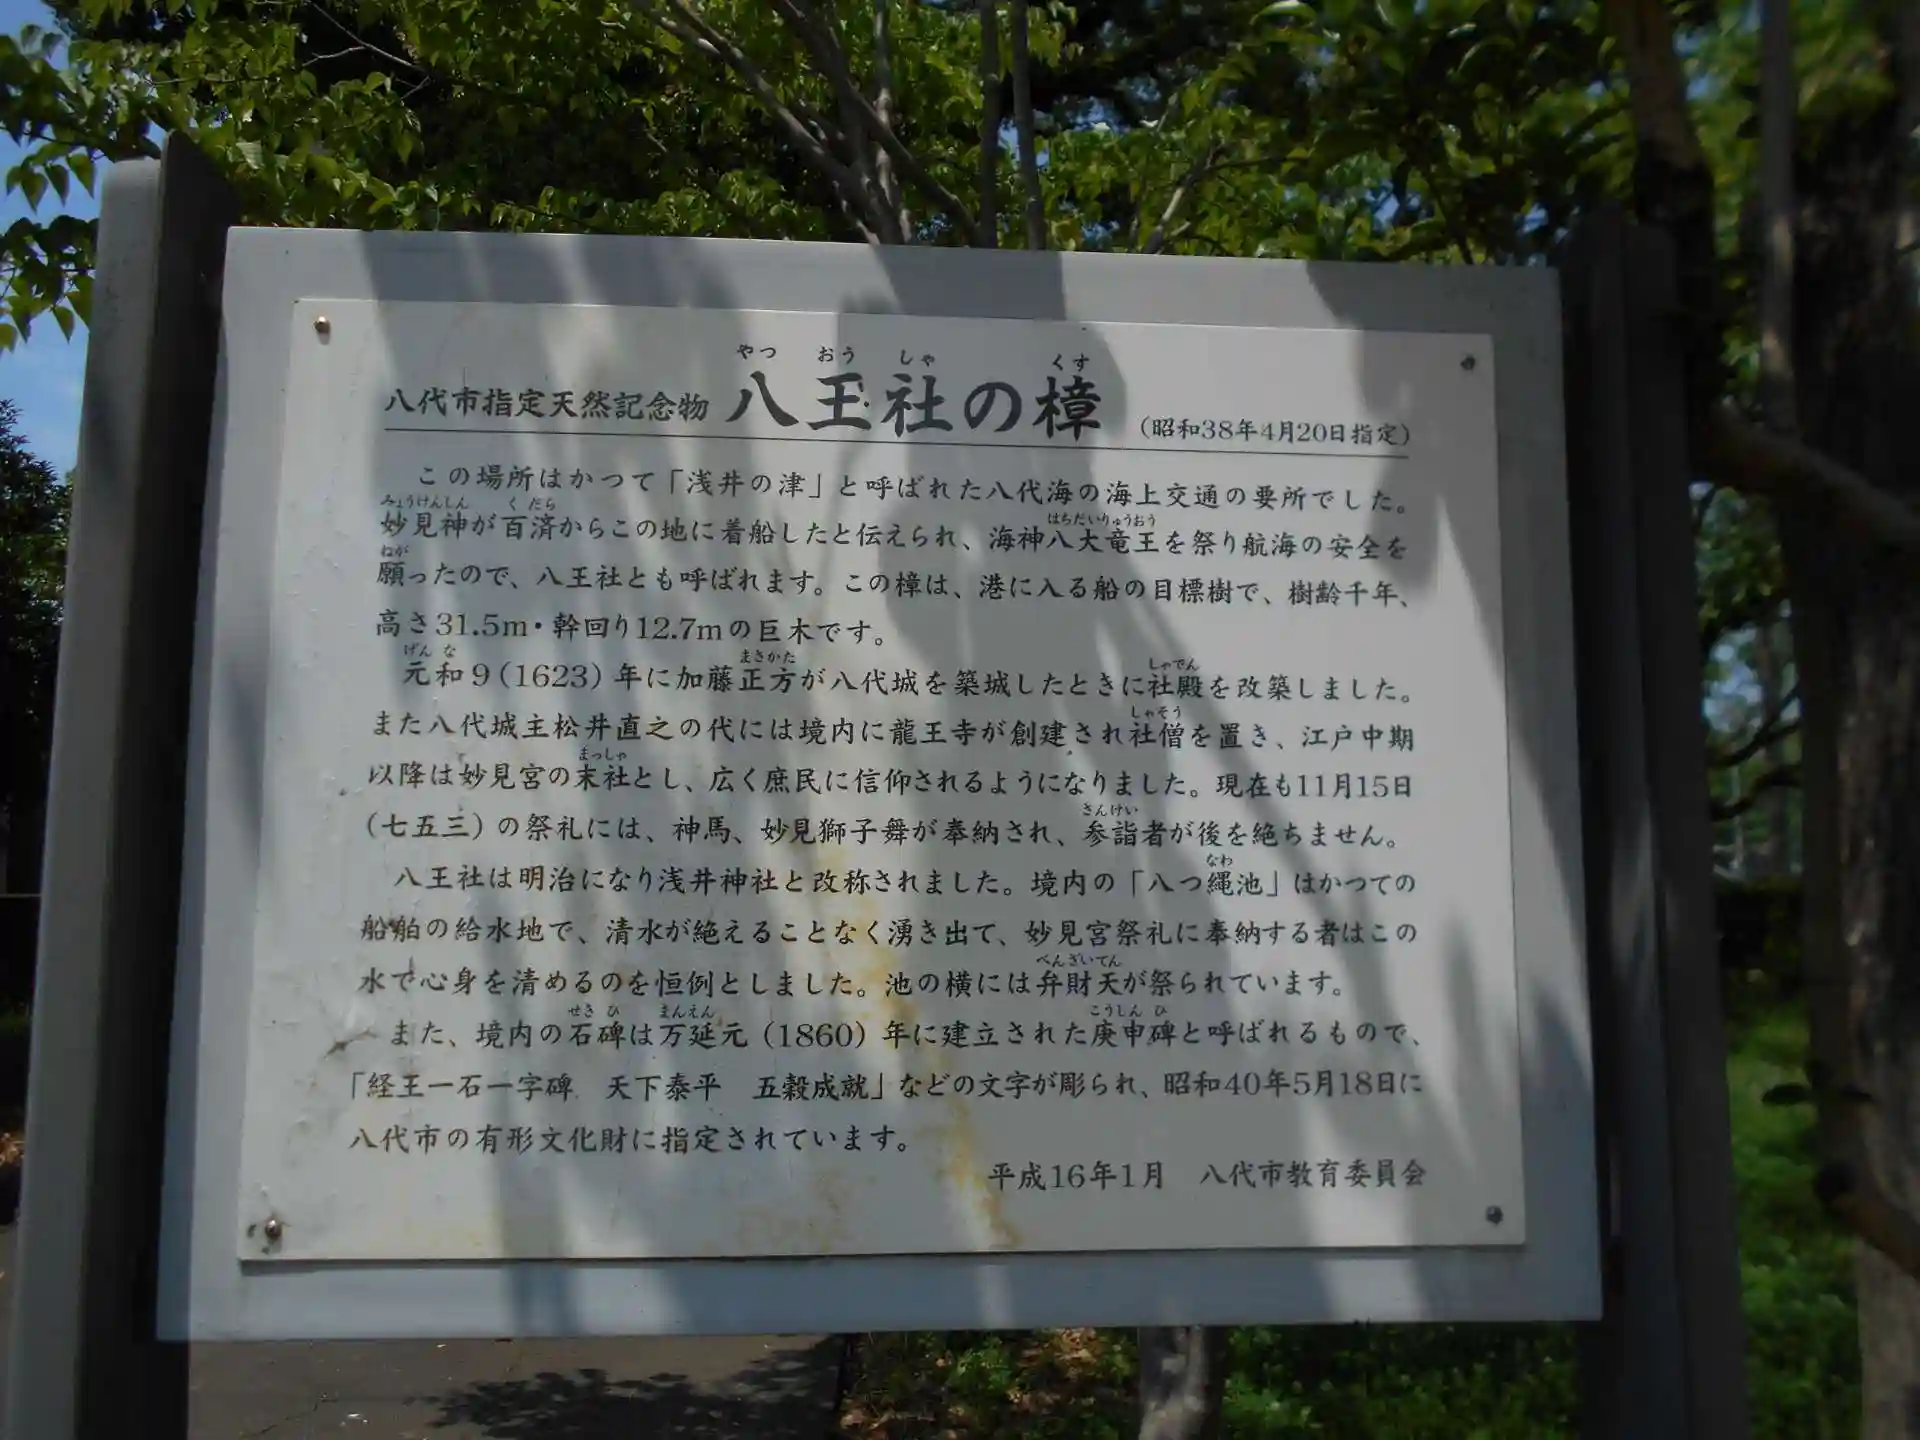 八代市指定天然記念物 八王社の樟 (昭和38年4月20日指定)
やつ おう しゃ くす
この場所はかつて「浅井の津」と呼ばれた八代海の海上交通の要所でした。
みょうけんしん くだら はちだいりゅうおう
妙見神が百済からこの地に着船したと伝えられ、海神八大竜王を祭り航海の安全を
ねが
願ったので、八王社とも呼ばれます。この樟は、港に入る船の目標樹で、樹齢千年、
高さ31.5m・幹回り12.7mの巨木です。
げん な まさかた しゃでん
元和9(1623)年に加藤正方が八代城を築城したときに社殿を改築しました。
しゃそう
また八代城主松井直之の代には境内に龍王寺が創建され社僧を置き、江戸中期
まっしゃ
以降は妙見宮の末社とし、広く庶民に信仰されるようになりました。現在も11月15日
さんけい
(七五三)の祭礼には、神馬、妙見獅子舞が奉納され、参詣者が後を絶ちません。
なわ
八王社は明治になり浅井神社と改称されました。境内の「八つ縄池」はかつての
船舶の給水地で、清水が絶えることなく湧き出て、妙見宮祭礼に奉納する者はこの
べんざいてん
水で心身を清めるのを恒例としました。池の横には弁財天が祭られています。
せき ひ まんえん こうしん ひ
また、境内の石碑は万延元(1860)年に建立された庚申碑と呼ばれるもので、
「経王一石一字碑 天下泰平 五穀成就」などの文字が彫られ、昭和40年5月18日に
八代市の有形文化財に指定されています。
平成16年1月 八代市教育委員会